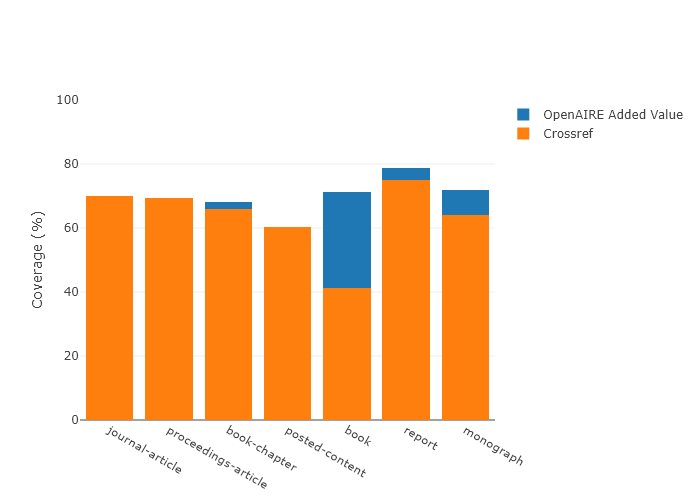 100
80
60
40
20
0
Coverage (%)
OpenAIRE Added Value
Crossref
journal-article
proceedings-article
book-chapter
posted-content
book
report
monograph